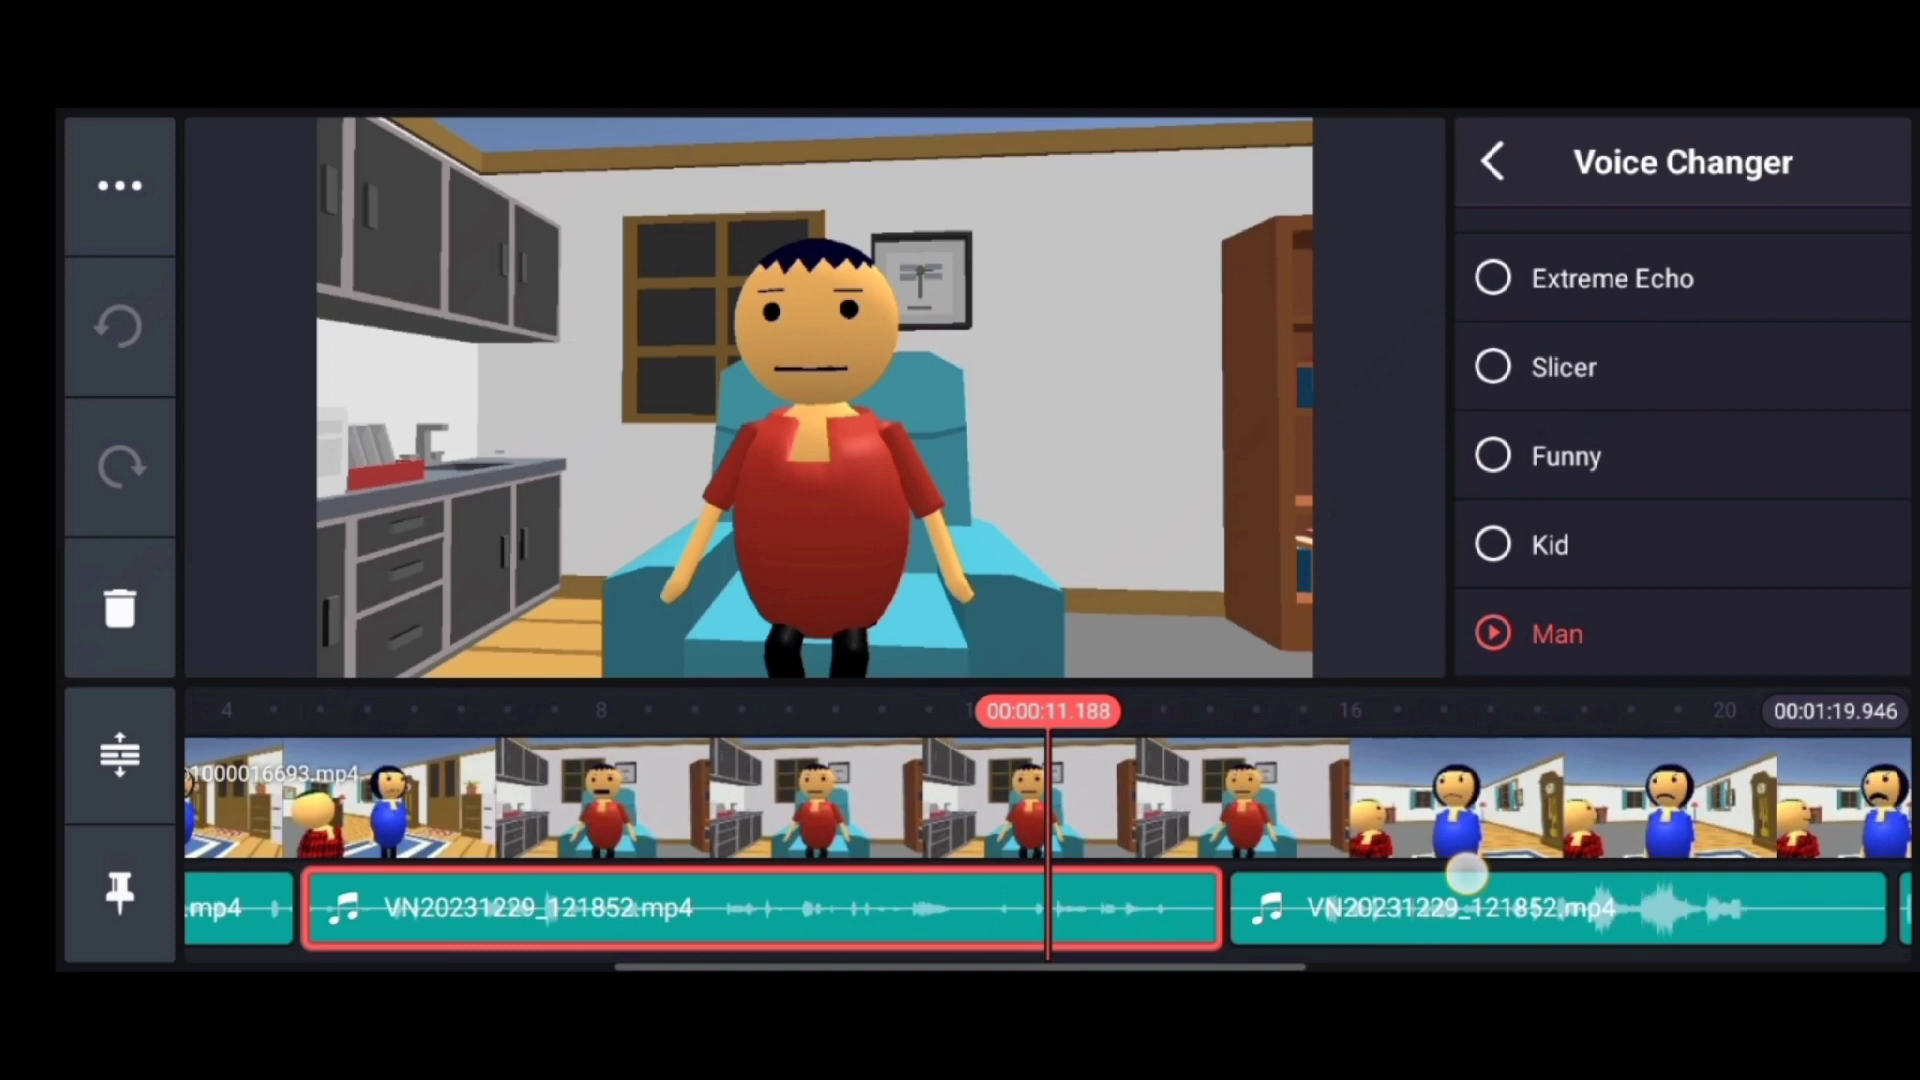 Voice Changer
Extreme Echo
Slicer
Funny
Kid
Man
4
8
00:00:11.188
16
20
00:01:19.946
1000016693.mp4
.mp4
VN20231229_121852.mp4
VN20231229_121852.mp4